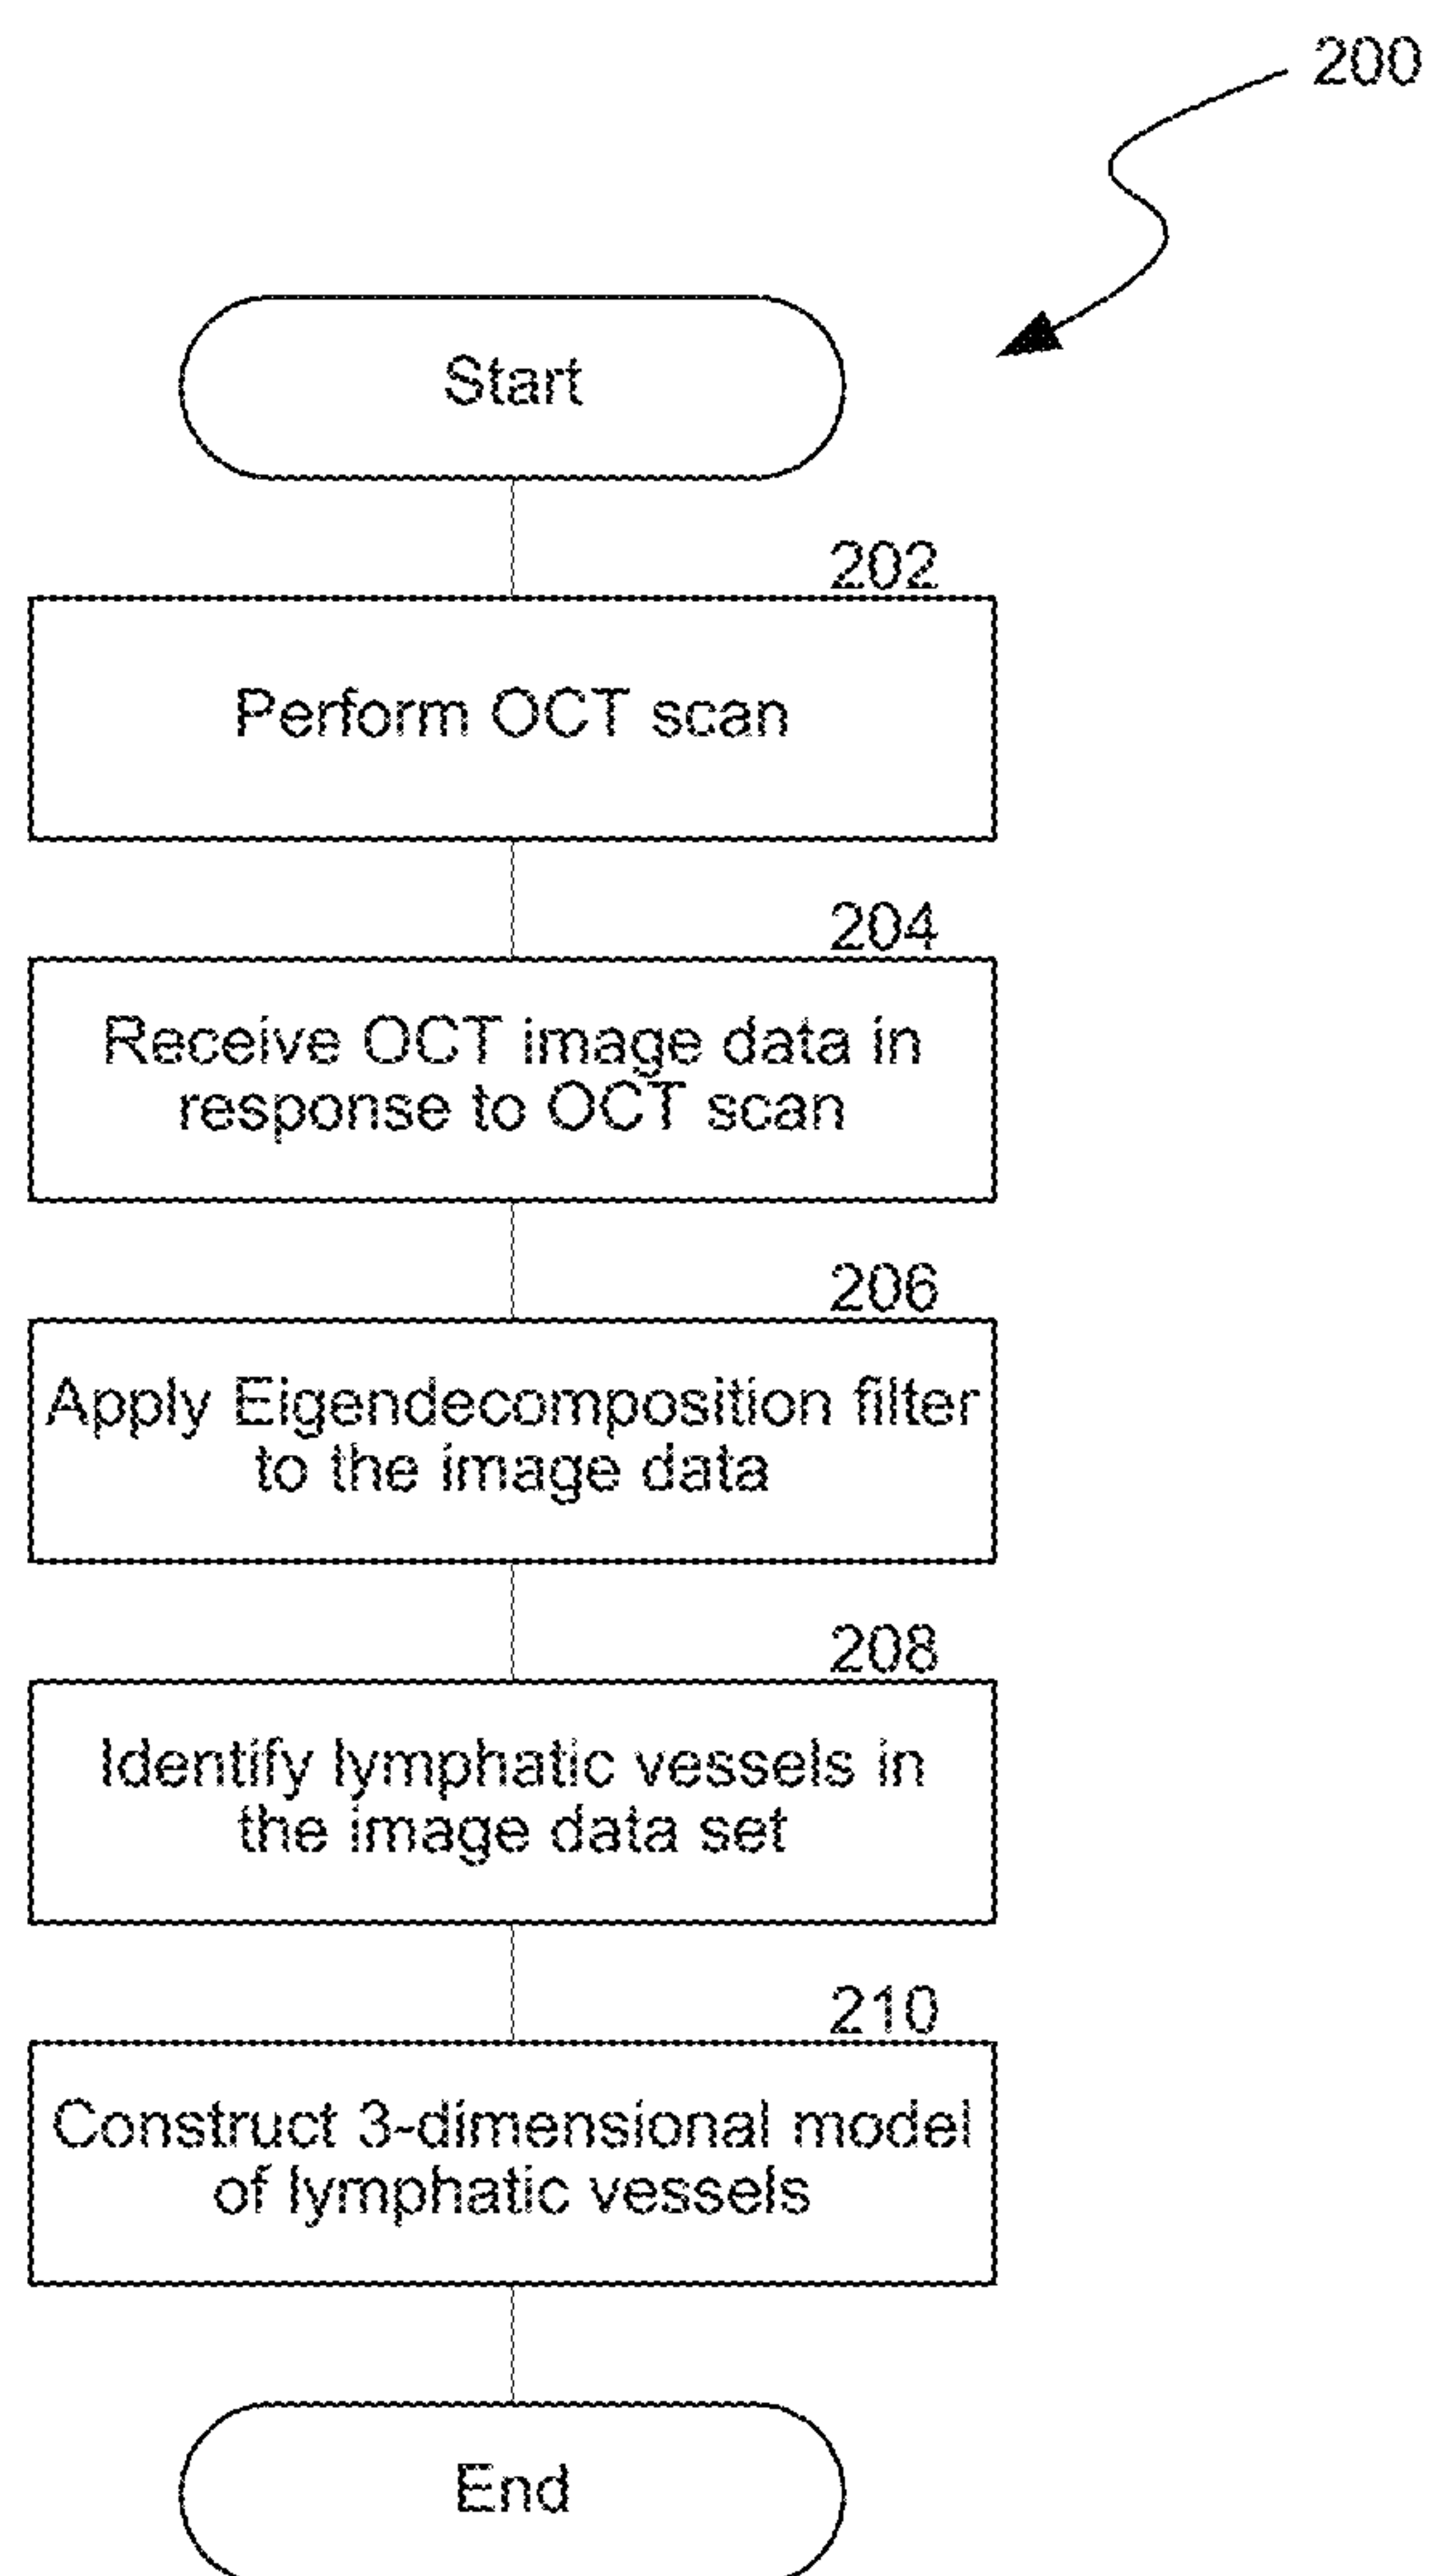 200
Start
202
Perform OCT scan
204
Receive OCT image data in
response to OCT scan
206
Apply Eigendecomposition filter
to the image data
208
Identify lymphatic vessels in
the image data set
210
Construct 3-dimensional model
of lymphatic vessels
End